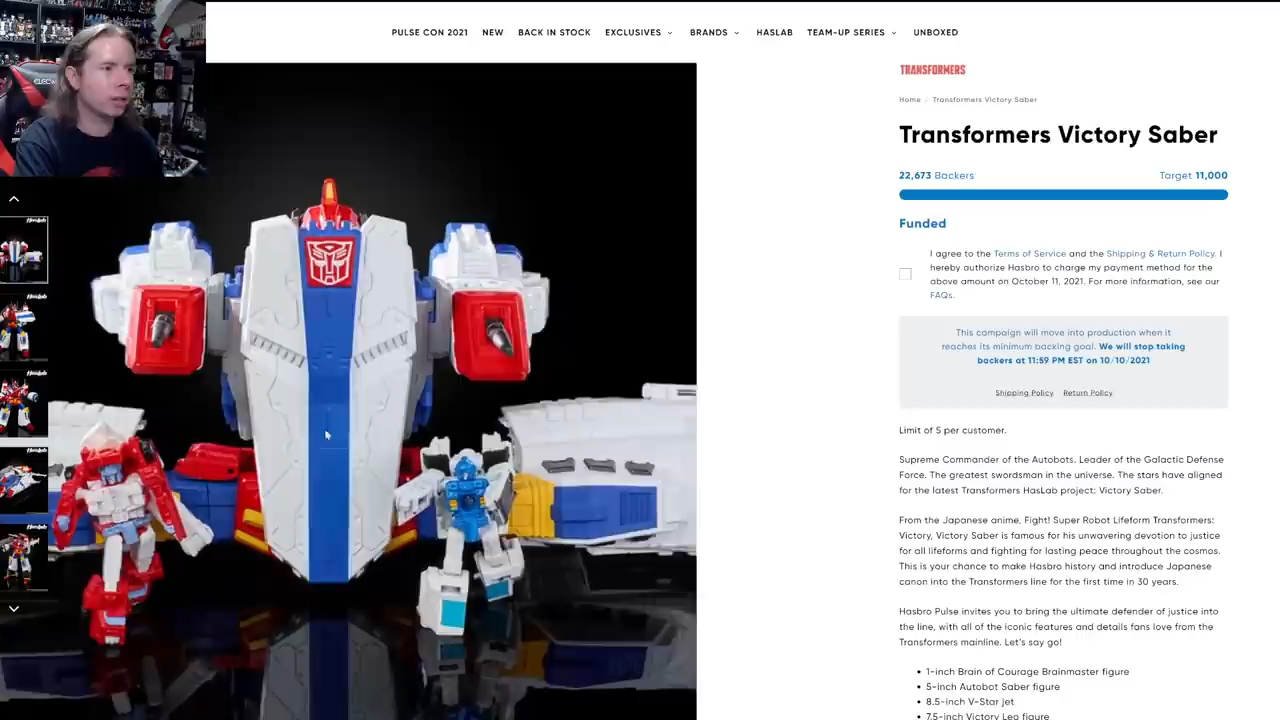 PULSE CON 2021 NEW BACK IN STOCK EXCLUSIVES BRANDS HASLAB TEAM-UP SERIES UNBOXED
TRANSFORMERS
Home / Transformers Victory Saber
Transformers Victory Saber
22,673 Backers Target 11,000
Funded
I agree to the Terms of Service and the Shipping & Return Policy. I
hereby authorize Hasbro to charge my payment method for the
above amount on October 11, 2021. For more information, see our
FAQs.
This campaign will move into production when it
reaches its minimum backing goal. We will stop taking
backers at 11:59 PM EST on 10/10/2021
Shipping Policy Return Policy
Limit of 5 per customer.
Supreme Commander of the Autobots. Leader of the Galactic Defense
Force. The greatest swordsman in the universe. The stars have aligned
for the latest Transformers HasLab project: Victory Saber.
From the Japanese anime, Fight! Super Robot Lifeform Transformers:
Victory, Victory Saber is famous for his unwavering devotion to justice
for all lifeforms and fighting for lasting peace throughout the cosmos.
This is your chance to make Hasbro history and introduce Japanese
canon into the Transformers line for the first time in 30 years.
Hasbro Pulse invites you to bring the ultimate defender of justice into
the line, with all of the iconic features and details fans love from the
Transformers mainline. Let's say go!
• 1-inch Brain of Courage Brainmaster figure
• 5-inch Autobot Saber figure
• 8.5-inch V-Star jet
• 7.5-inch Victory Leo figure